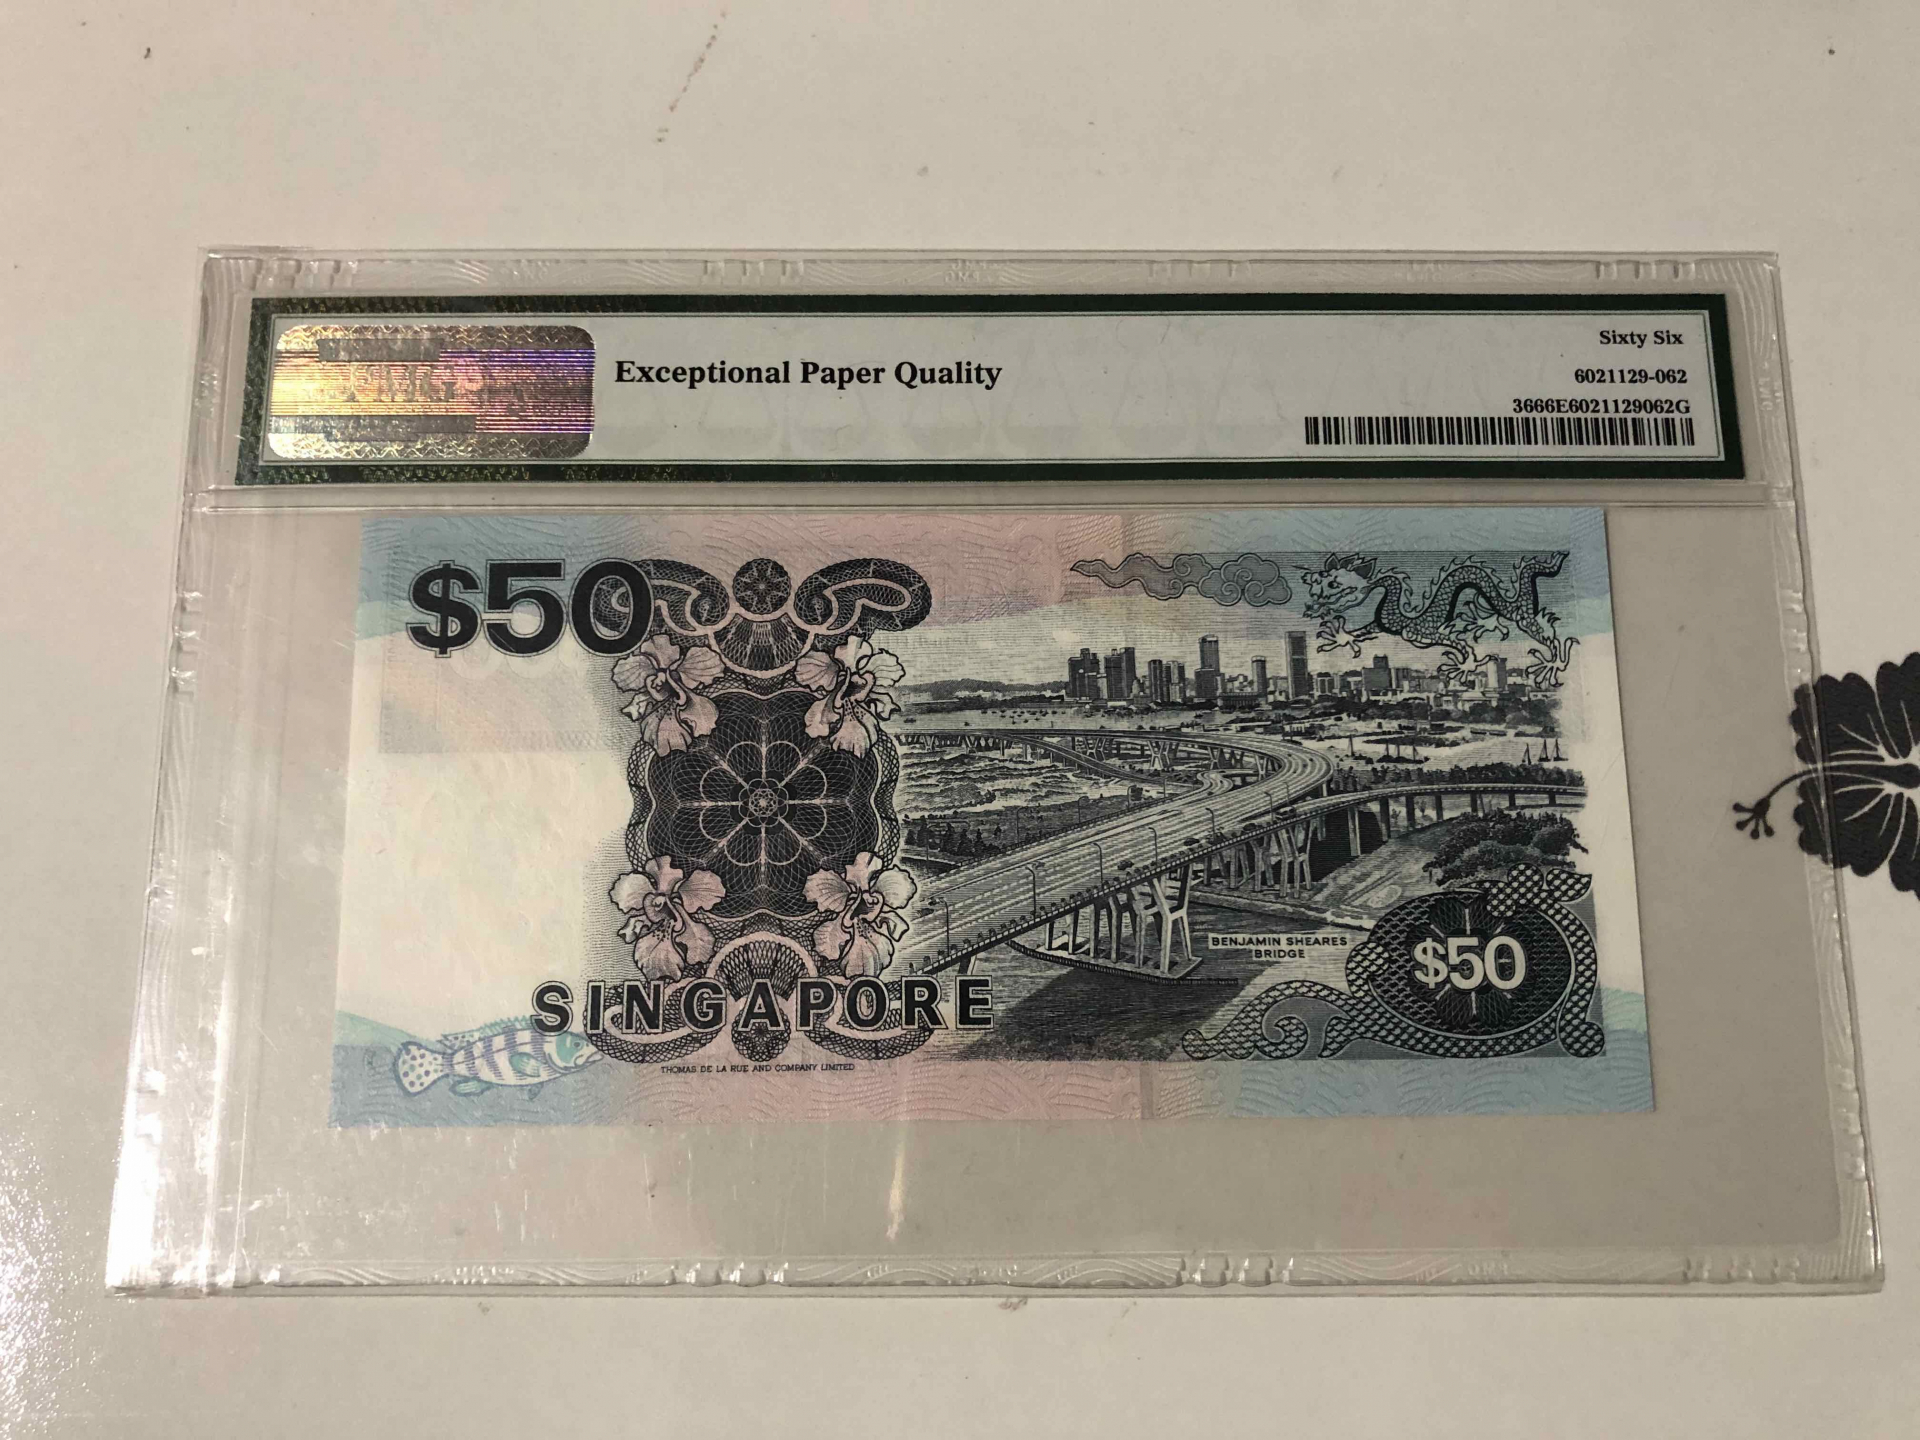 Sixty Six
Exceptional Paper Quality
6021129-062
3666E6021129062G
$50
BENJAMIN SHEARES
BRIDGE
$50
SINGAPORE
THOMAS DE LA RUE AND COMPANY LIMITED